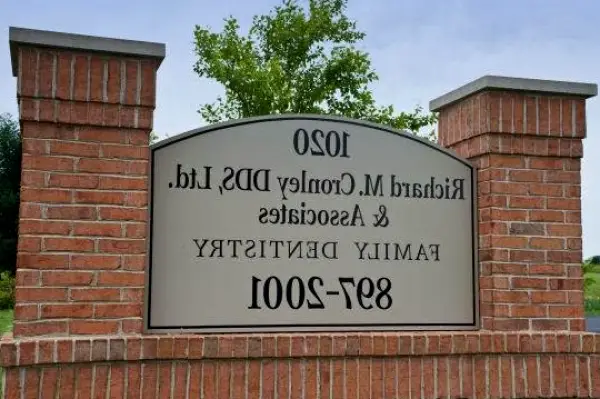 1020
Richard M. Cronley DDS, Ltd.
& Associates
FAMILY DENTISTRY
897-2001